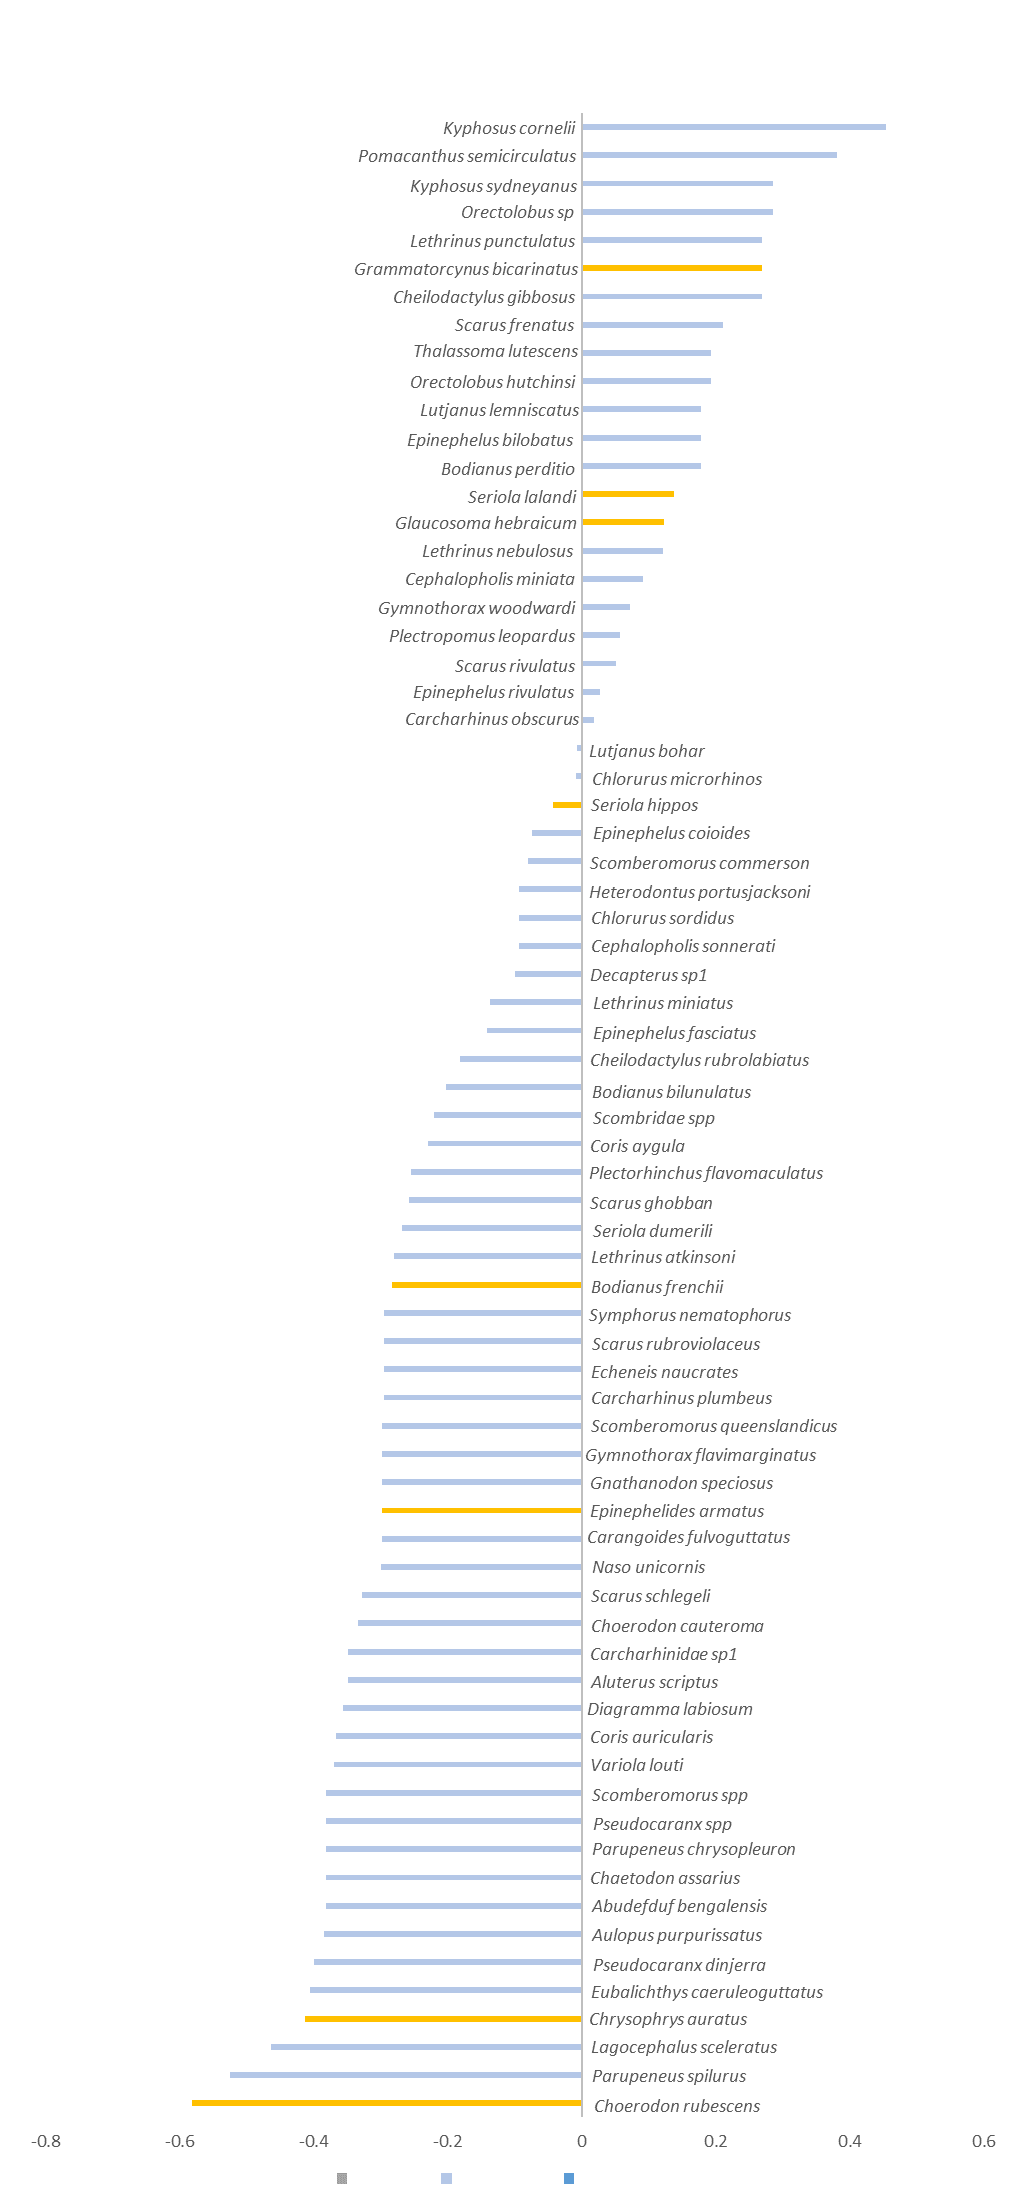 Kyphosus cornelii
Pomacanthus semicirculatus
Kyphosus sydneyanus
Orectolobus sp
Lethrinus punctulatus
Grammatorcynus bicarinatus
Cheilodactylus gibbosus
Scarus frenatus
Thalassoma lutescens
Orectolobus hutchinsi
Lutjanus lemniscatus
Epinephelus bilobatus
Bodianus perditio
Seriola lalandi
Glaucosoma hebraicum
Lethrinus nebulosus
Cephalopholis miniata
Gymnothorax woodwardi
Plectropomus leopardus
Scarus rivulatus
Epinephelus rivulatus
Carcharhinus obscurus
Lutjanus bohar
Chlorurus microrhinos
Seriola hippos
Epinephelus coioides
Scomberomorus commerson
Heterodontus portusjacksoni
Chlorurus sordidus
Cephalopholis sonnerati
Decapterus sp1
Lethrinus miniatus
Epinephelus fasciatus
Cheilodactylus rubrolabiatus
Bodianus bilunulatus
Scombridae spp
Coris aygula
Plectorhinchus flavomaculatus
Scarus ghobban
Seriola dumerili
Lethrinus atkinsoni
Bodianus frenchii
Symphorus nematophorus
Scarus rubroviolaceus
Echeneis naucrates
Carcharhinus plumbeus
Scomberomorus queenslandicus
Gymnothorax flavimarginatus
Gnathanodon speciosus
Epinephelides armatus
Carangoides fulvoguttatus
Naso unicornis
Scarus schlegeli
Choerodon cauteroma
Carcharhinidae sp1
Aluterus scriptus
Diagramma labiosum
Coris auricularis
Variola louti
Scomberomorus spp
Pseudocaranx spp
Parupeneus chrysopleuron
Chaetodon assarius
Abudefduf bengalensis
Aulopus purpurissatus
Pseudocaranx dinjerra
Eubalichthys caeruleoguttatus
Chrysophrys auratus
Lagocephalus sceleratus
Parupeneus spilurus
Choerodon rubescens
-0.8 -0.6 -0.4 -0.2 0 0.2 0.4 0.6